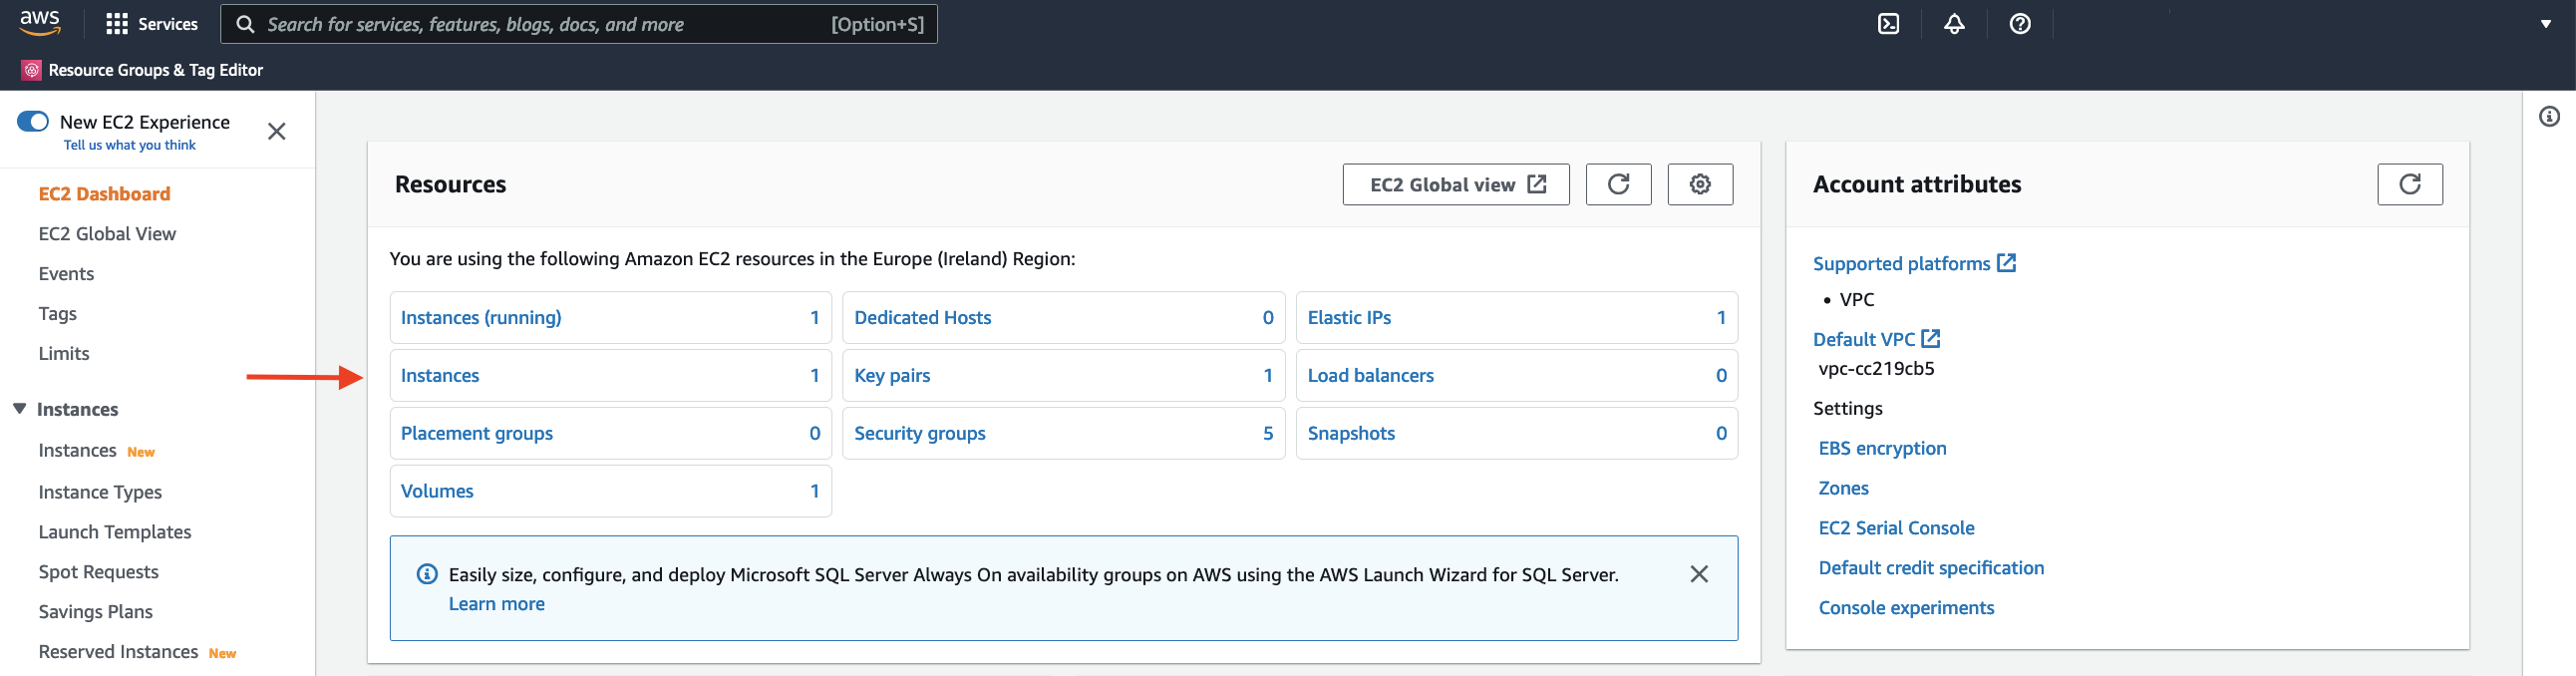 aws
Services
Search for services, features, blogs, docs, and more
[Option+S]
Resource Groups & Tag Editor
New EC2 Experience
Tell us what you think
EC2 Dashboard
EC2 Global View
Events
Tags
Limits
Instances
Instances New
Instance Types
Launch Templates
Spot Requests
Savings Plans
Reserved Instances New
Resources
EC2 Global view
You are using the following Amazon EC2 resources in the Europe (Ireland) Region:
Instances (running) 1
Dedicated Hosts 0
Elastic IPs 1
Instances 1
Key pairs 1
Load balancers 0
Placement groups 0
Security groups 5
Snapshots 0
Volumes 1
Easily size, configure, and deploy Microsoft SQL Server Always On availability groups on AWS using the AWS Launch Wizard for SQL Server.
Learn more
Account attributes
Supported platforms
• VPC
Default VPC
vpc-cc219cb5
Settings
EBS encryption
Zones
EC2 Serial Console
Default credit specification
Console experiments